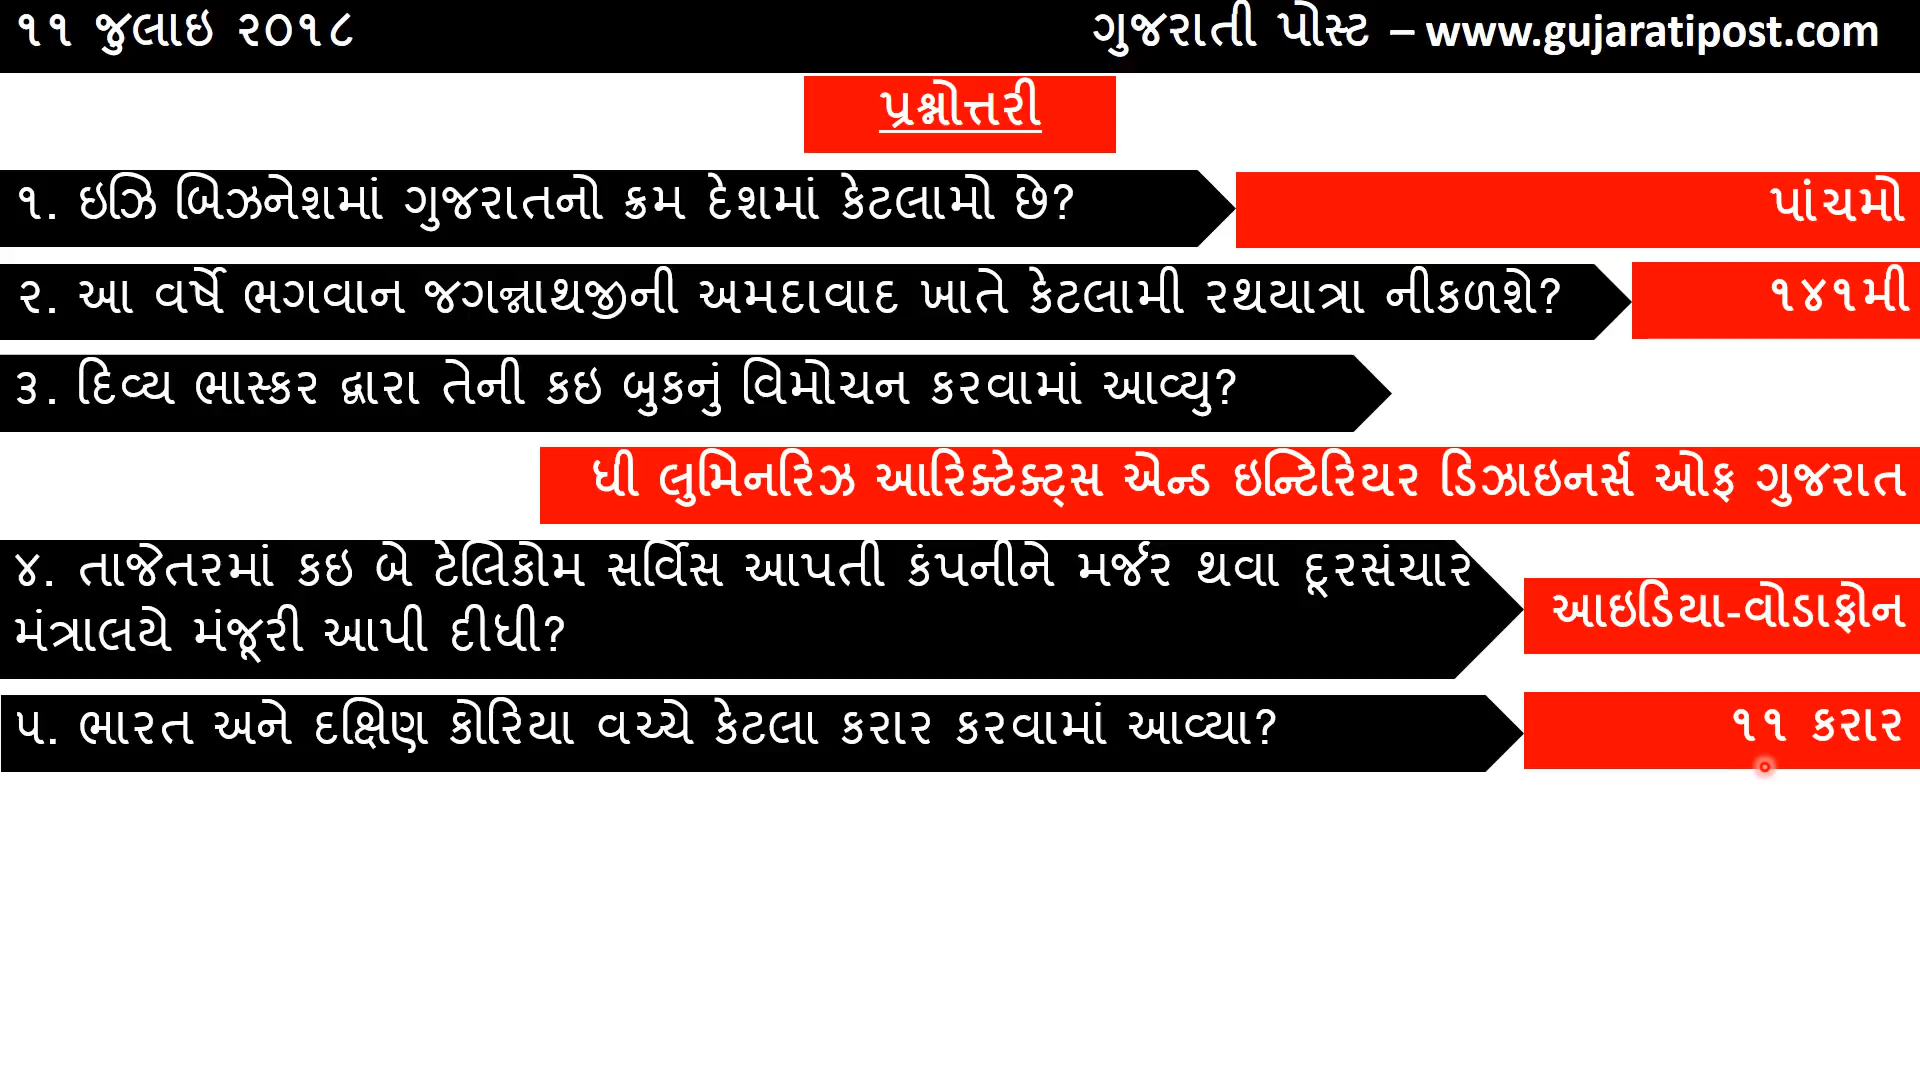 ૧૧ જુલાઇ ૨૦૧૮
ગુજરાતી પોસ્ટ – www.gujaratipost.com
પ્રશ્નોત્તરી
૧. ઇઝિ બિઝનેશમાં ગુજરાતનો ક્રમ દેશમાં કેટલામો છે?
પાંચમો
૨. આ વર્ષે ભગવાન જગન્નાથજીની અમદાવાદ ખાતે કેટલામી રથયાત્રા નીકળશે?
૧૪૧મી
૩. દિવ્ય ભાસ્કર દ્વારા તેની કઇ બુકનું વિમોચન કરવામાં આવ્યુ?
ધી લુમિનરિઝ આરિક્ટેક્ટ્સ એન્ડ ઇન્ટિરિયર ડિઝાઇનર્સ ઓફ ગુજરાત
૪. તાજેતરમાં કઇ બે ટેલિકોમ સર્વિસ આપતી કંપનીને મર્જર થવા દૂરસંચાર
મંત્રાલયે મંજૂરી આપી દીધી?
આઇડિયા-વોડાફોન
૫. ભારત અને દક્ષિણ કોરિયા વચ્ચે કેટલા કરાર કરવામાં આવ્યા?
૧૧ કરાર